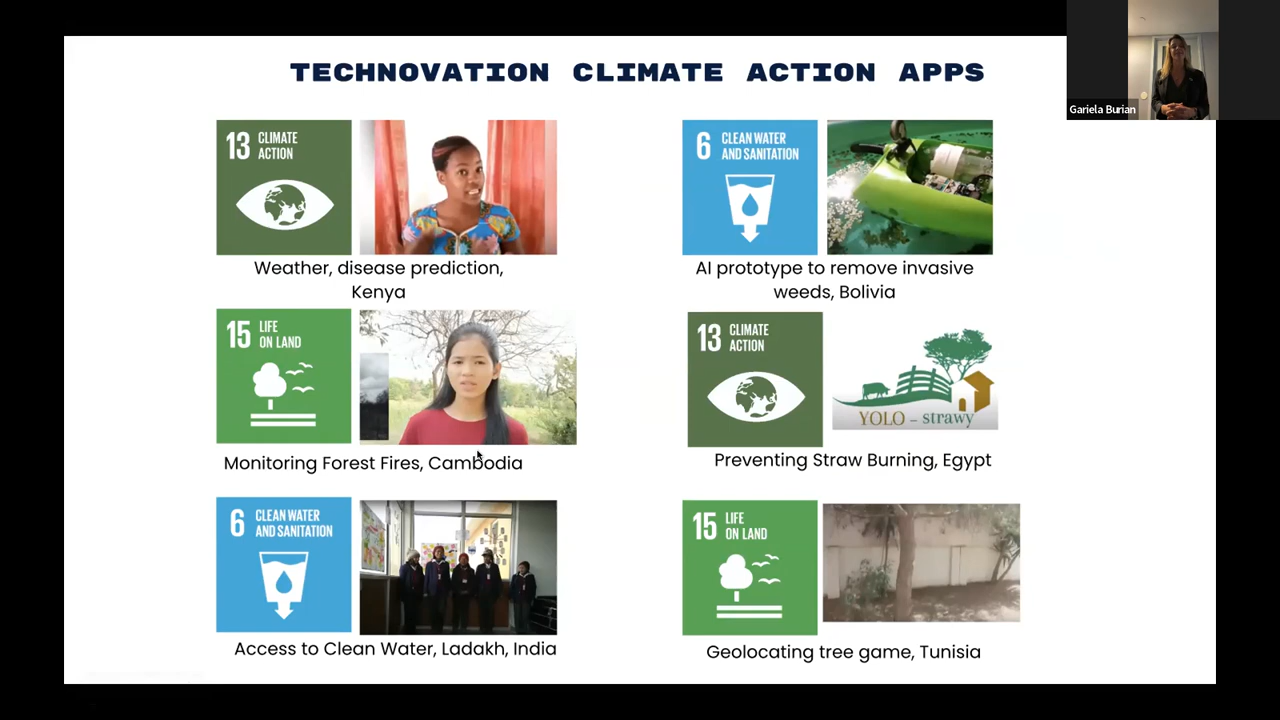 TECHNOVATION CLIMATE ACTION APPS
Gariela Burian
13 CLIMATE
ACTION
Weather, disease prediction,
Kenya
6 CLEAN WATER
AND SANITATION
AI prototype to remove invasive
weeds, Bolivia
15 LIFE
ON LAND
Monitoring Forest Fires, Cambodia
13 CLIMATE
ACTION
YOLO - strawy
Preventing Straw Burning, Egypt
6 CLEAN WATER
AND SANITATION
Access to Clean Water, Ladakh, India
15 LIFE
ON LAND
Geolocating tree game, Tunisia